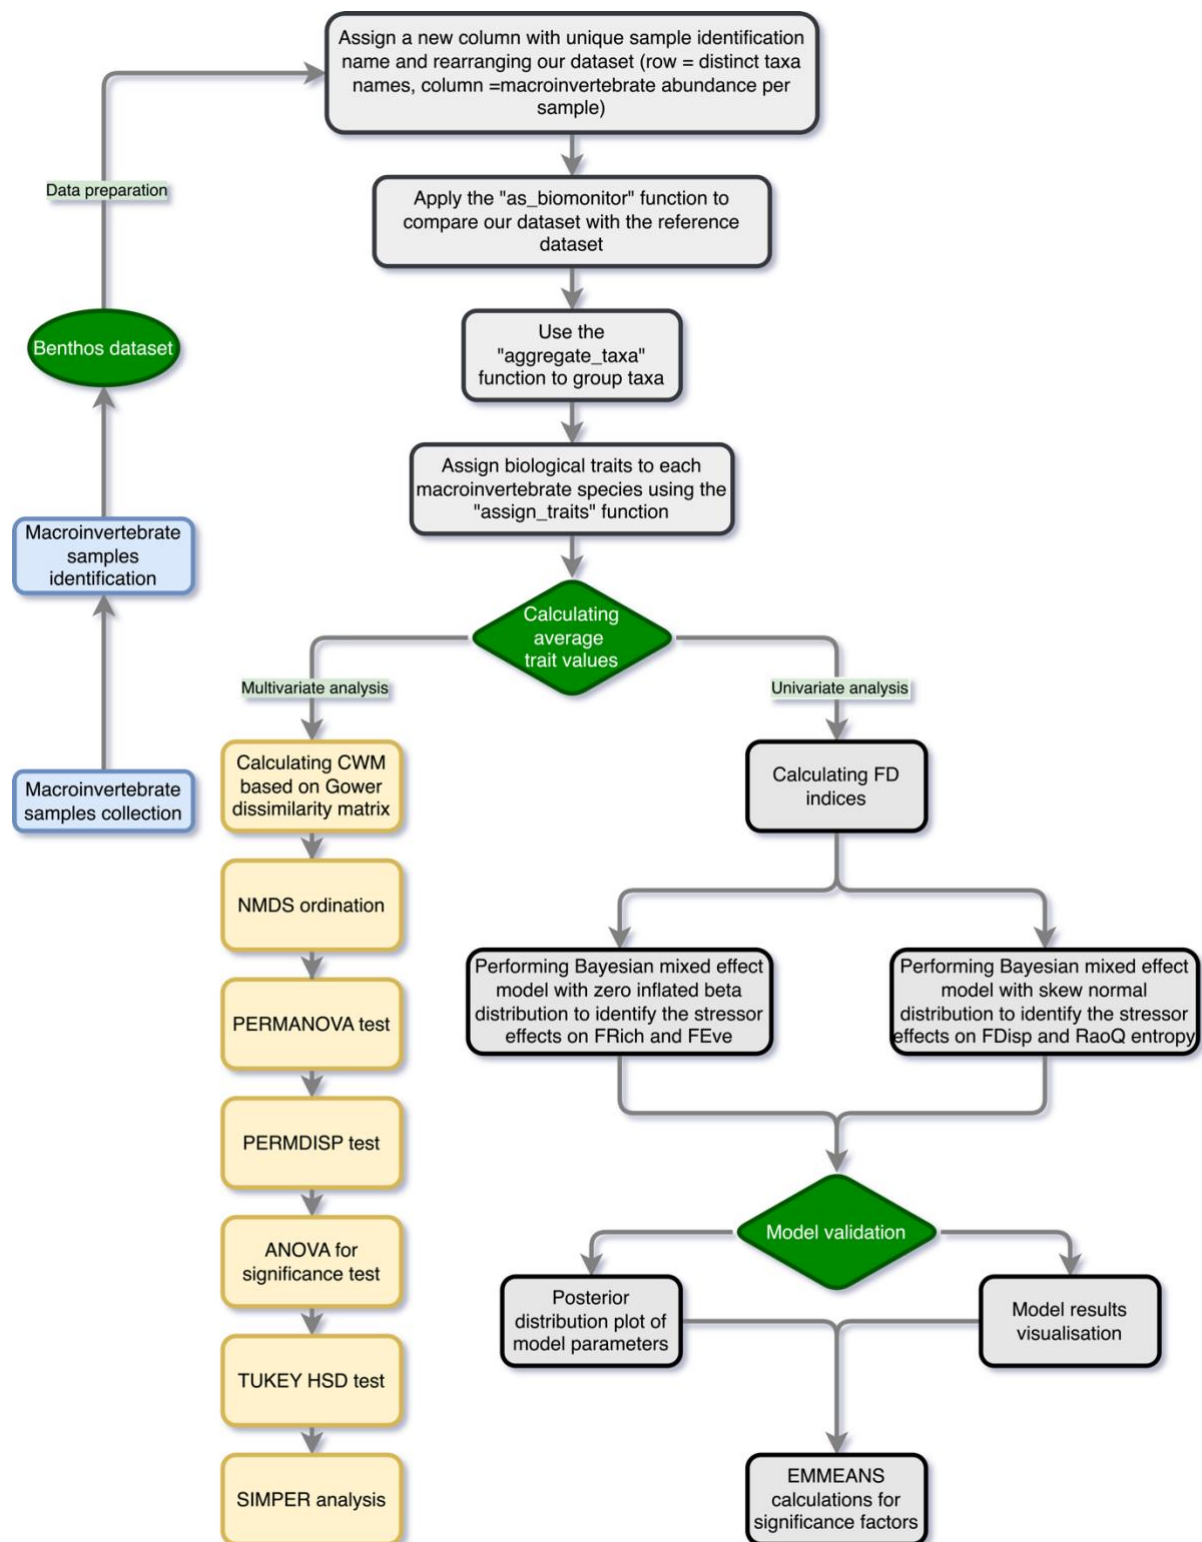 Assign a new column with unique sample identification
name and rearranging our dataset (row = distinct taxa
names, column =macroinvertebrate abundance per
sample)
Data preparation
Apply the "as_biomonitor" function to
compare our dataset with the reference
dataset
Benthos dataset
Use the
"aggregate_taxa"
function to group taxa
Assign biological traits to each
macroinvertebrate species using the
"assign_traits" function
Macroinvertebrate
samples
identification
Calculating
average
trait values
Multivariate analysis
Univariate analysis
Macroinvertebrate
samples collection
Calculating CWM
based on Gower
dissimilarity matrix
Calculating FD
indices
NMDS ordination
Performing Bayesian mixed effect
model with zero inflated beta
distribution to identify the stressor
effects on FRich and FEve
Performing Bayesian mixed effect
model with skew normal
distribution to identify the stressor
effects on FDisp and RaoQ entropy
PERMANOVA test
PERMDISP test
Model validation
ANOVA for
significance test
Posterior
distribution plot of
model parameters
Model results
visualisation
TUKEY HSD test
SIMPER analysis
EMMEANS
calculations for
significance factors